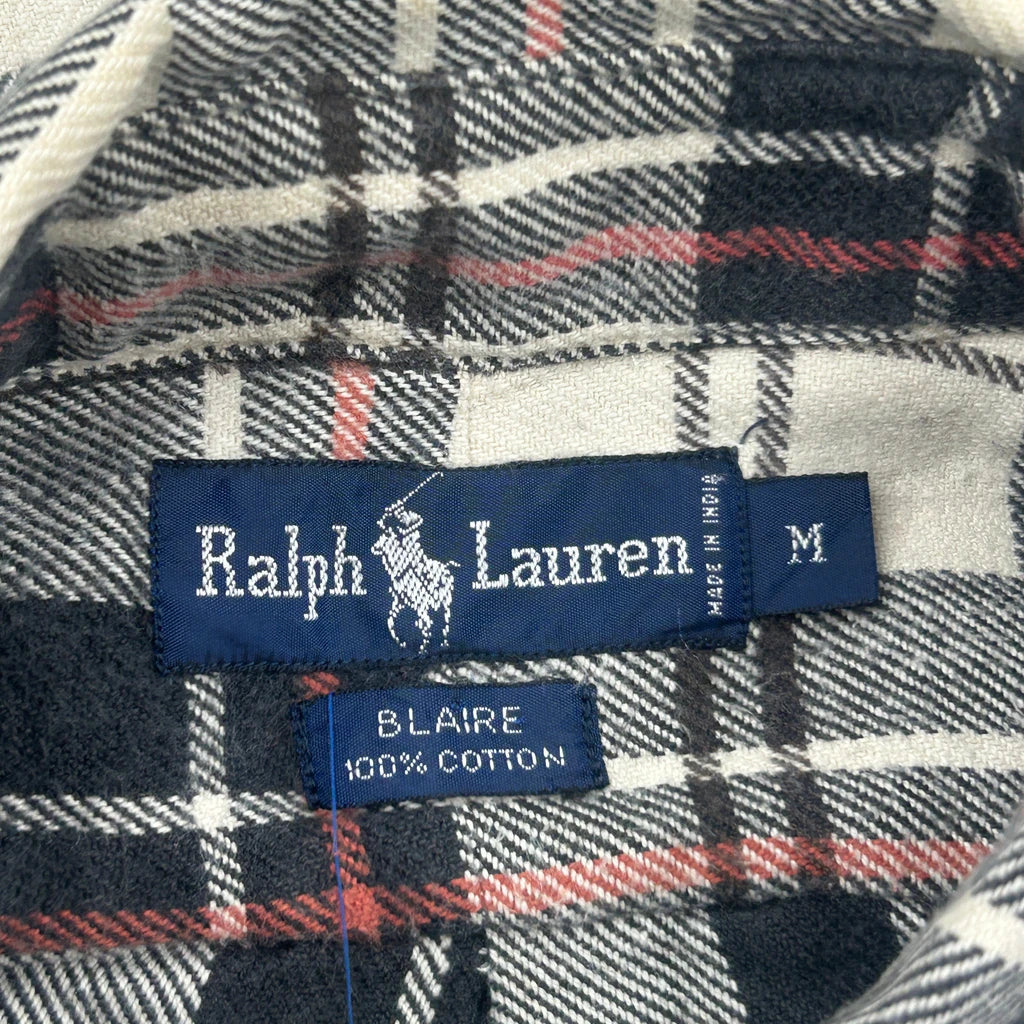 Ralph Lauren
MADE IN INDIA
M
BLAIRE
100% COTTON